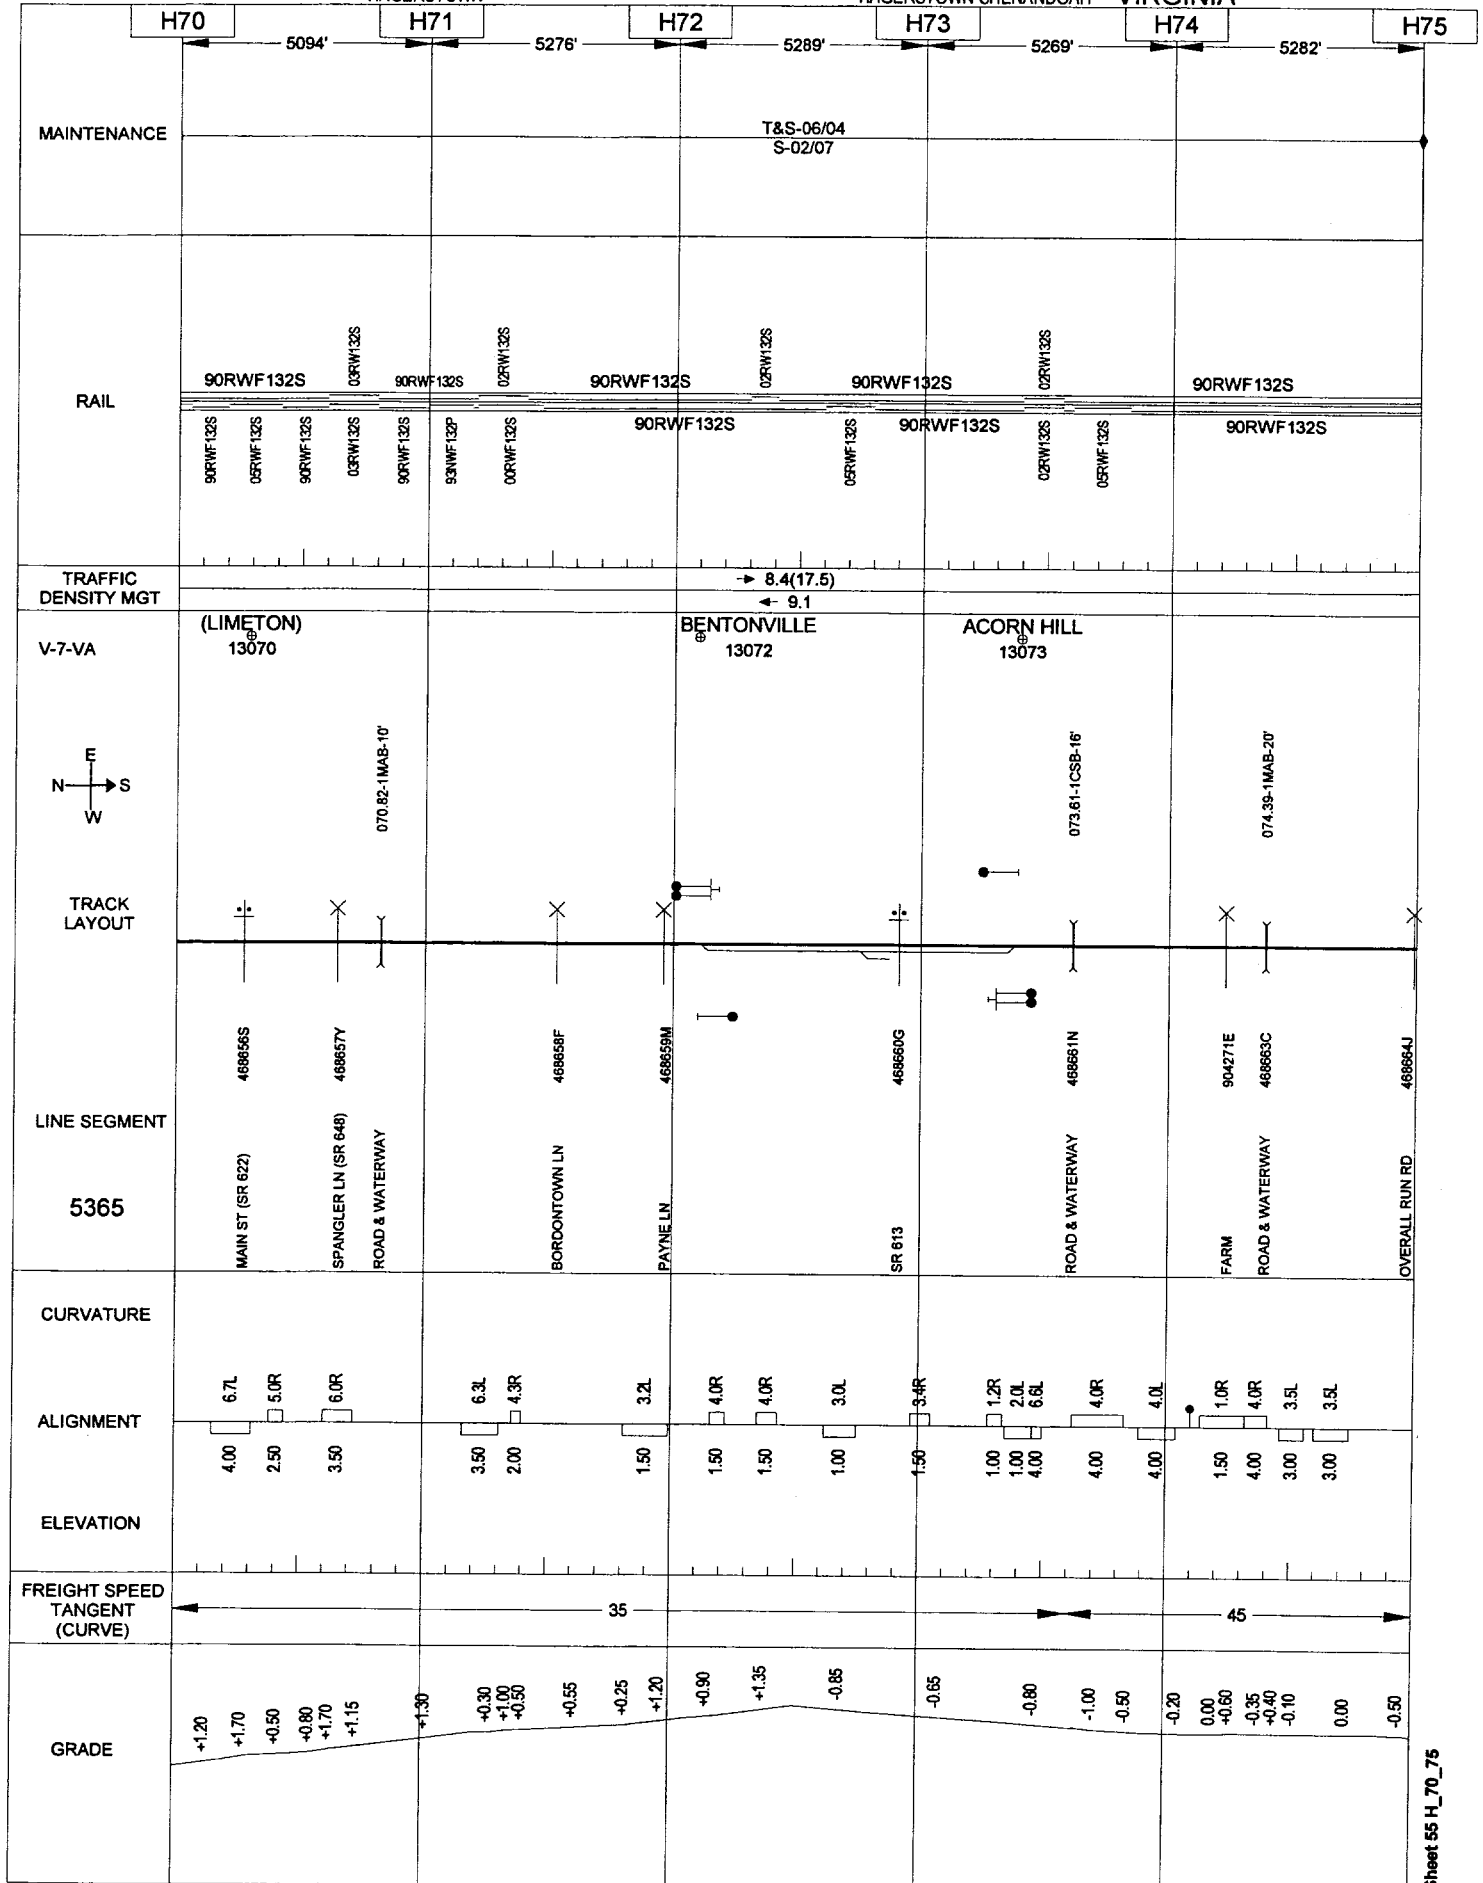 VIRGINIA
H70
H71
H72
H73
H74
H75
5094'
5276'
5289'
5269'
5282'
MAINTENANCE
T&S-06/04
S-02/07
03RW132S
02RW132S
02RW132S
02RW132S
90RWF132S
90RWF132S
90RWF132S
90RWF132S
90RWF132S
RAIL
90RWF132S
90RWF132S
90RWF132S
90RWF132S
05RWF132S
90RWF132S
03RW132S
90RWF132S
93NWF132P
00RWF132S
05RWF132S
02RW132S
05RWF132S
TRAFFIC
DENSITY MGT
8.4(17.5)
9.1
V-7-VA
(LIMETON)
13070
BENTONVILLE
13072
ACORN HILL
13073
E
N
S
W
070.82-1MAB-10'
073.61-1CSB-16'
074.39-1MAB-20'
TRACK
LAYOUT
468656S
468657Y
468658F
468659M
468660G
468661N
904271E
468663C
468664J
LINE SEGMENT
5365
MAIN ST (SR 622)
SPANGLER LN (SR 648)
ROAD & WATERWAY
BORDONTOWN LN
PAYNE LN
SR 613
ROAD & WATERWAY
FARM
ROAD & WATERWAY
OVERALL RUN RD
CURVATURE
6.7L
5.0R
6.0R
6.3L
4.3R
3.2L
4.0R
4.0R
3.0L
3.4R
1.2R
2.0L
6.6L
4.0R
4.0L
1.0R
4.0R
3.5L
3.5L
ALIGNMENT
4.00
2.50
3.50
3.50
2.00
1.50
1.50
1.50
1.00
1.50
1.00
1.00
4.00
4.00
4.00
1.50
4.00
3.00
3.00
ELEVATION
FREIGHT SPEED
TANGENT
(CURVE)
35
45
GRADE
+1.20
+1.70
+0.50
+0.80
+1.70
+1.15
+1.30
+0.30
+1.00
+0.50
+0.55
+0.25
+1.20
+0.90
+1.35
-0.85
-0.65
-0.80
-1.00
-0.50
-0.20
0.00
+0.60
-0.35
+0.40
-0.10
0.00
-0.50
Sheet 55 H_70_75